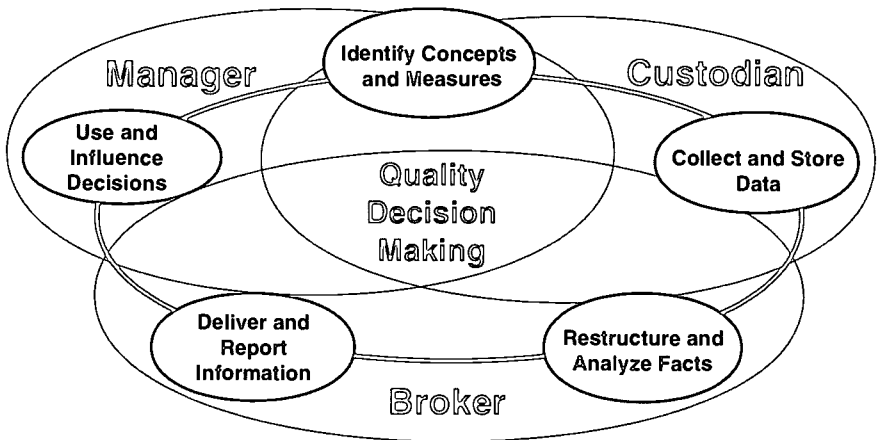 Identify Concepts
and Measures
Manager
Custodian
Use and
Influence
Decisions
Collect and Store
Data
Quality
Decision
Making
Deliver and
Report
Information
Restructure and
Analyze Facts
Broker